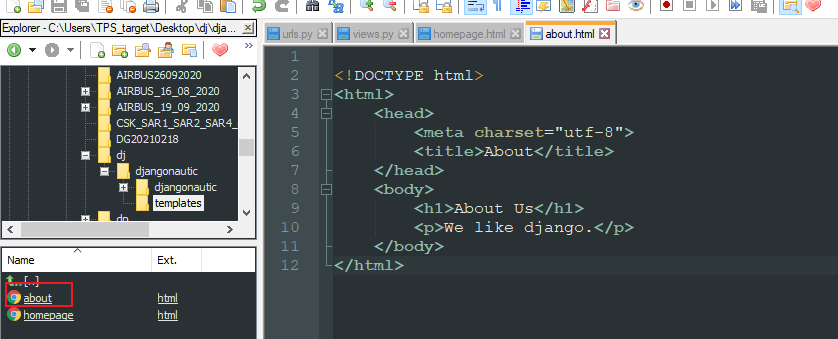 Explorer - C:\Users\TPS_target\Desktop\dj\dja...
AIRBUS26092020
AIRBUS_16_08_2020
AIRBUS_19_09_2020
CSK_SAR1_SAR2_SAR4_
DG20210218
dj
djangonautic
djangonautic
templates
Name Ext.
[..]
about html
homepage html
urls.py views.py homepage.html about.html
1
2 <!DOCTYPE html>
3 <html>
4 <head>
5 <meta charset="utf-8">
6 <title>About</title>
7 </head>
8 <body>
9 <h1>About Us</h1>
10 <p>We like django.</p>
11 </body>
12 </html>